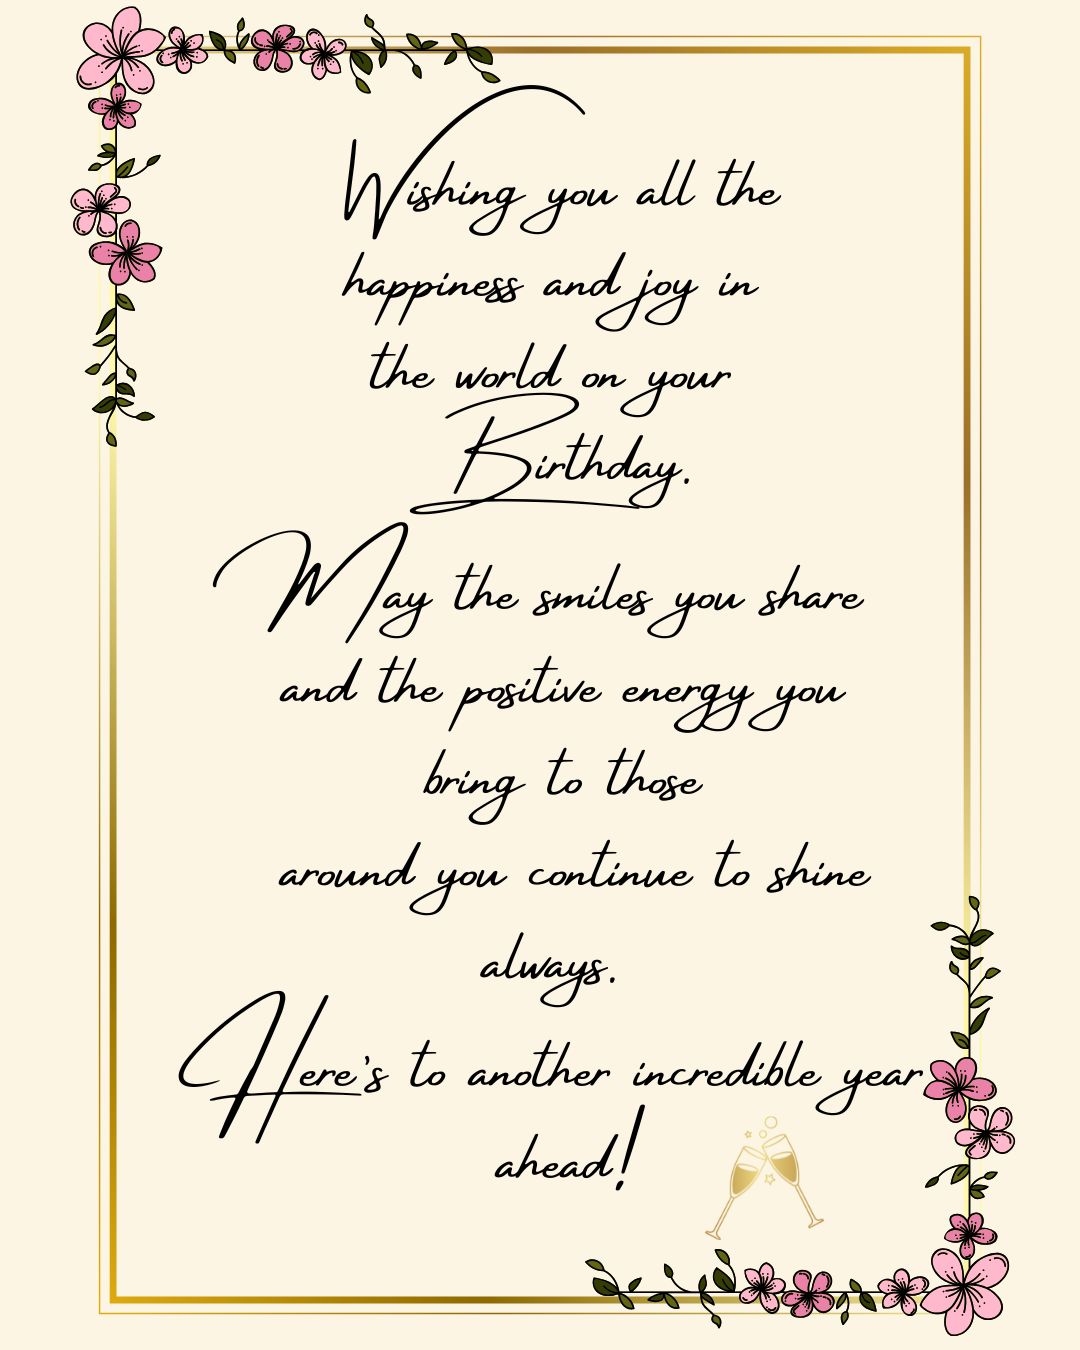 Wishing you all the
happiness and joy in
the world on your
Birthday.
May the smiles you share
and the positive energy you
bring to those
around you continue to shine
always.
Here's to another incredible year
ahead!